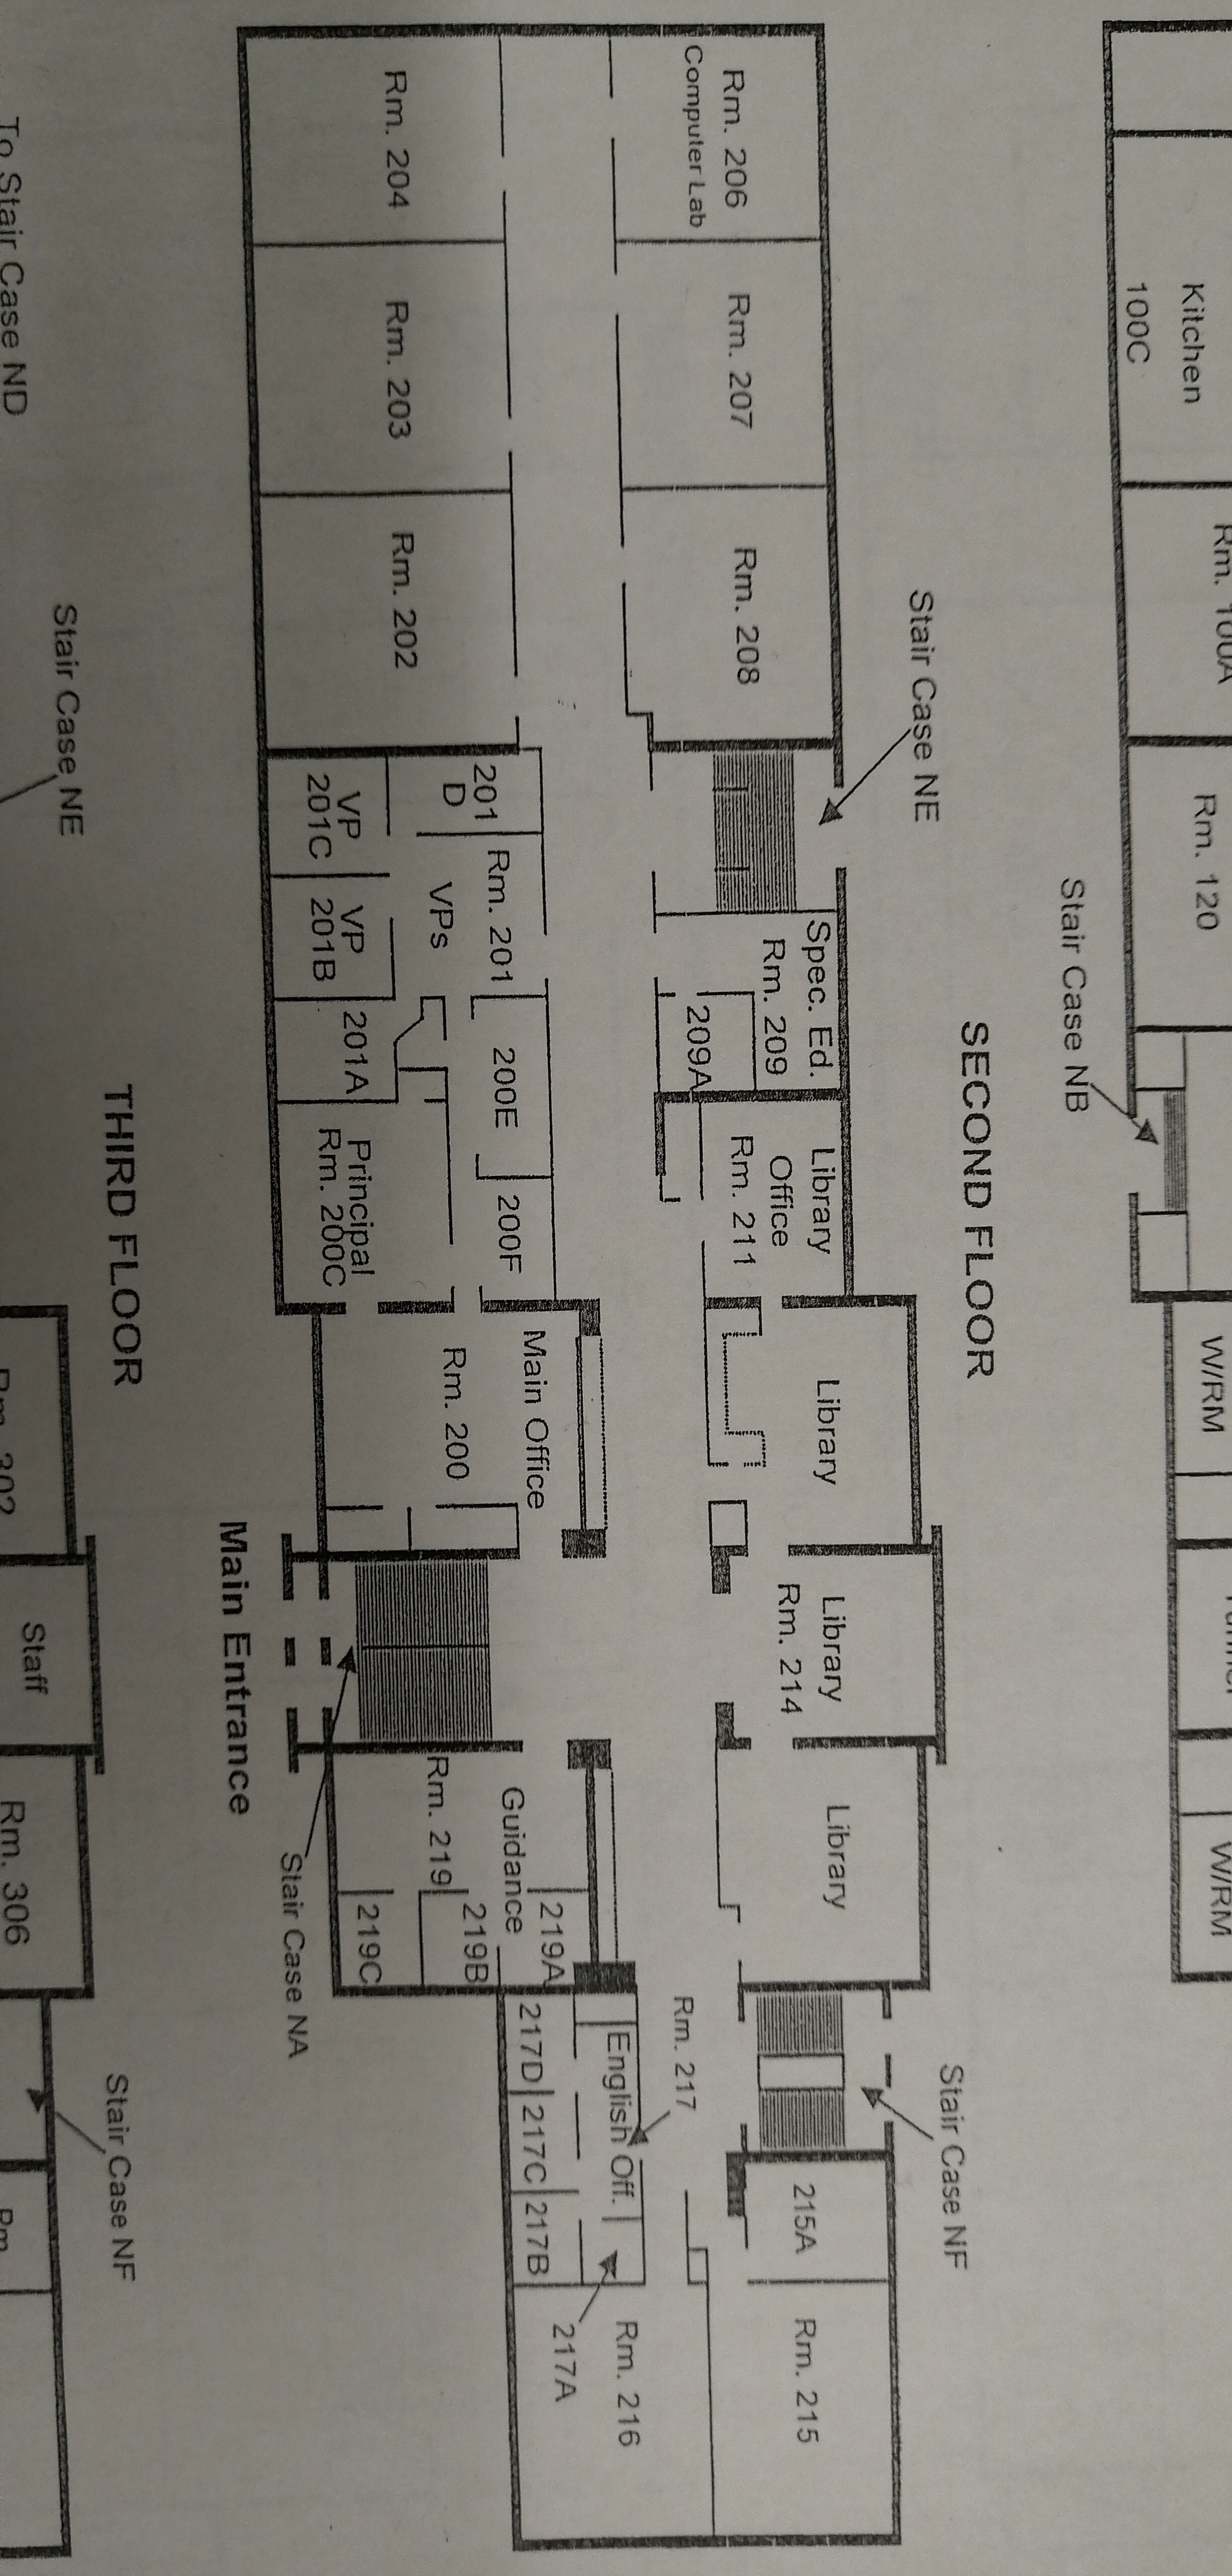 Kitchen
100C
Rm. 100A
Rm. 120
Stair Case NB
W/RM
W/RM
SECOND FLOOR
Stair Case NE
Stair Case NF
Rm. 206
Computer Lab
Rm. 207
Rm. 208
Spec. Ed.
Rm. 209
209A
Library
Office
Rm. 211
Library
Library
Rm. 214
Library
215A
Rm. 215
Rm. 217
Rm. 204
Rm. 203
Rm. 202
201
D
Rm. 201
VPs
VP
201C
VP
201B
201A
200E
200F
Principal
Rm. 200C
Main Office
Rm. 200
Guidance
Rm. 219
219A
219B
219C
English Off.
217D
217C
217B
Rm. 216
217A
Main Entrance
Stair Case NA
THIRD FLOOR
To Stair Case ND
Stair Case NE
Stair Case NF
Rm. 302
Staff
Rm. 306
Rm